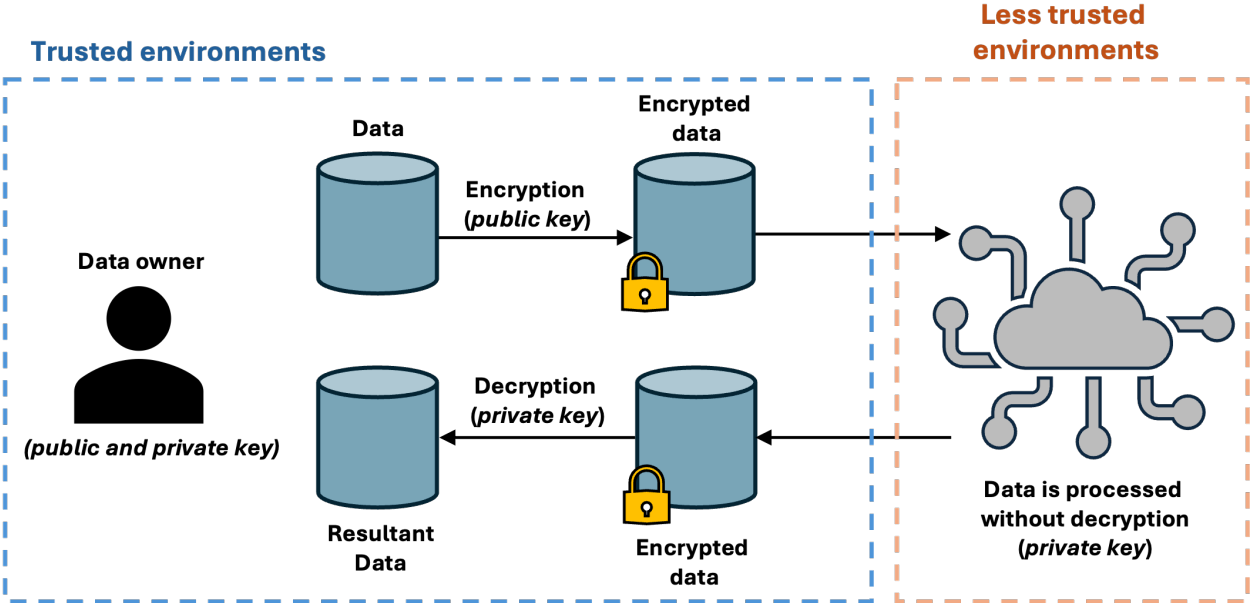 Trusted environments
Less trusted
environments
Data
Encrypted
data
Encryption
(public key)
Data owner
(public and private key)
Decryption
(private key)
Resultant
Data
Encrypted
data
Data is processed
without decryption
(private key)